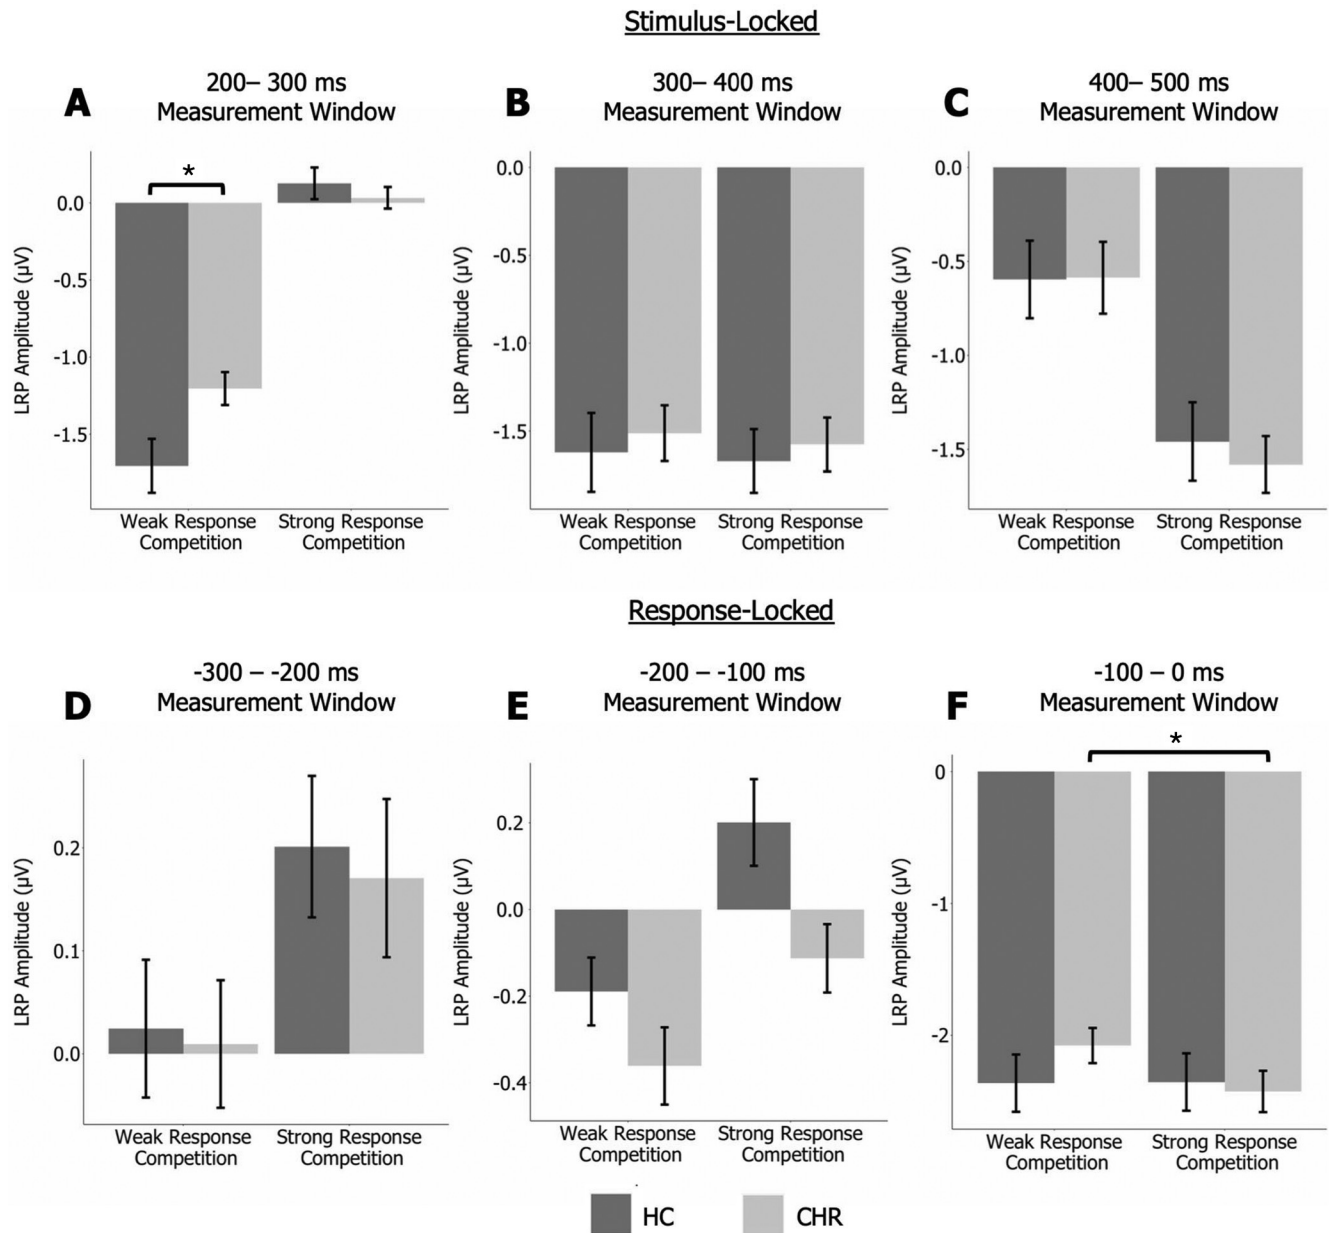 Stimulus-Locked
A
200– 300 ms
Measurement Window
B
300– 400 ms
Measurement Window
C
400– 500 ms
Measurement Window
*
LRP Amplitude (µV)
0.0
-0.5
-1.0
-1.5
Weak Response
Competition
Strong Response
Competition
LRP Amplitude (µV)
0.0
-0.5
-1.0
-1.5
Weak Response
Competition
Strong Response
Competition
LRP Amplitude (µV)
0.0
-0.5
-1.0
-1.5
Weak Response
Competition
Strong Response
Competition
Response-Locked
D
-300 – -200 ms
Measurement Window
E
-200 – -100 ms
Measurement Window
F
-100 – 0 ms
Measurement Window
LRP Amplitude (µV)
0.2
0.1
0.0
Weak Response
Competition
Strong Response
Competition
LRP Amplitude (µV)
0.2
0.0
-0.2
-0.4
Weak Response
Competition
Strong Response
Competition
*
LRP Amplitude (µV)
0
-1
-2
Weak Response
Competition
Strong Response
Competition
HC
CHR